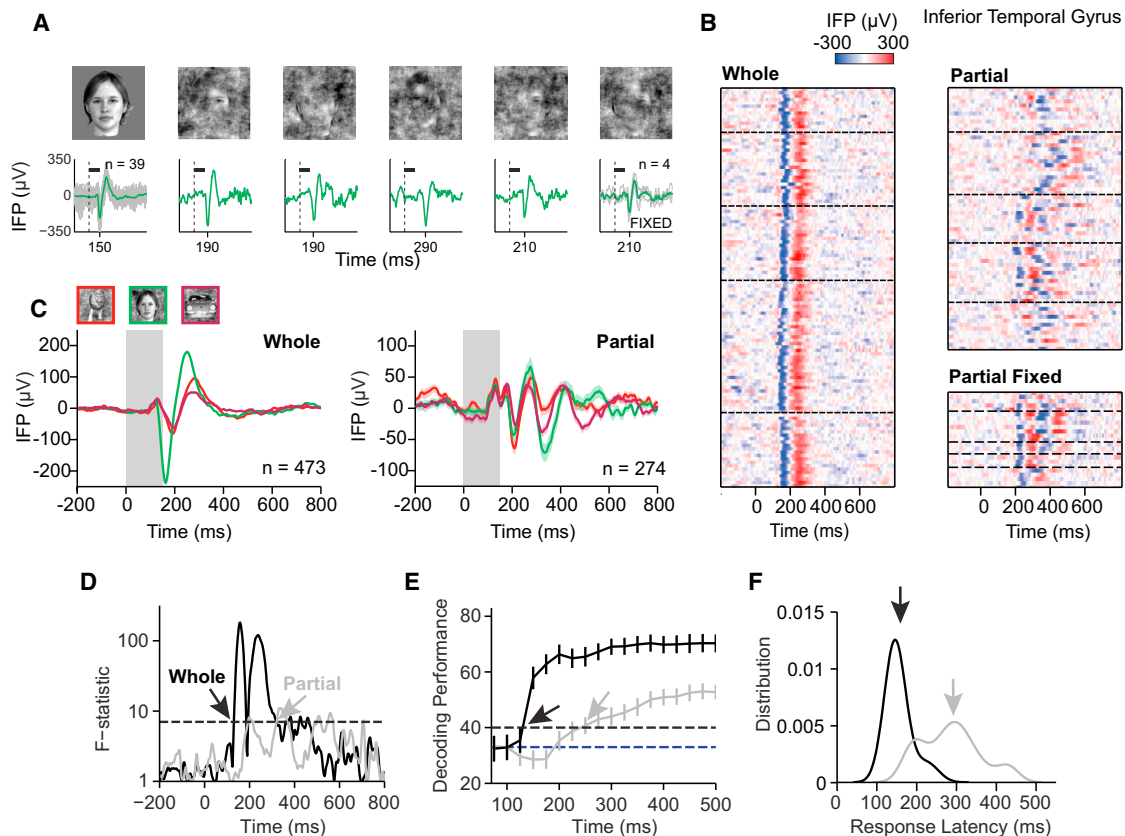 A
B
IFP (µV)
-300 300
Inferior Temporal Gyrus
Whole
Partial
IFP (µV)
350
0
−350
n = 39
n = 4
FIXED
150
190
190
290
210
210
Time (ms)
C
Whole
Partial
IFP (µV)
200
100
0
-100
-200
n = 473
-200 0 200 400 600 800
Time (ms)
IFP (µV)
100
50
0
-50
-100
n = 274
-200 0 200 400 600 800
Time (ms)
Partial Fixed
0 200 400 600
Time (ms)
0 200 400 600
Time (ms)
D
F−statistic
100
10
1
Whole
Partial
−200 0 200 400 600 800
Time (ms)
E
Decoding Performance
80
60
40
20
100 200 300 400 500
Time (ms)
F
Distribution
0.015
0.01
0.005
0
0 100 200 300 400 500
Response Latency (ms)